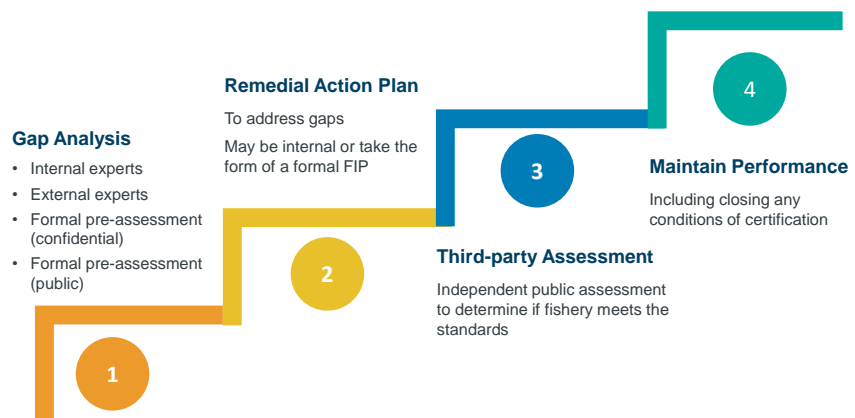 Gap Analysis
• Internal experts
• External experts
• Formal pre-assessment
(confidential)
• Formal pre-assessment
(public)
1
Remedial Action Plan
To address gaps
May be internal or take the
form of a formal FIP
2
3
Third-party Assessment
Independent public assessment
to determine if fishery meets the
standards
4
Maintain Performance
Including closing any
conditions of certification